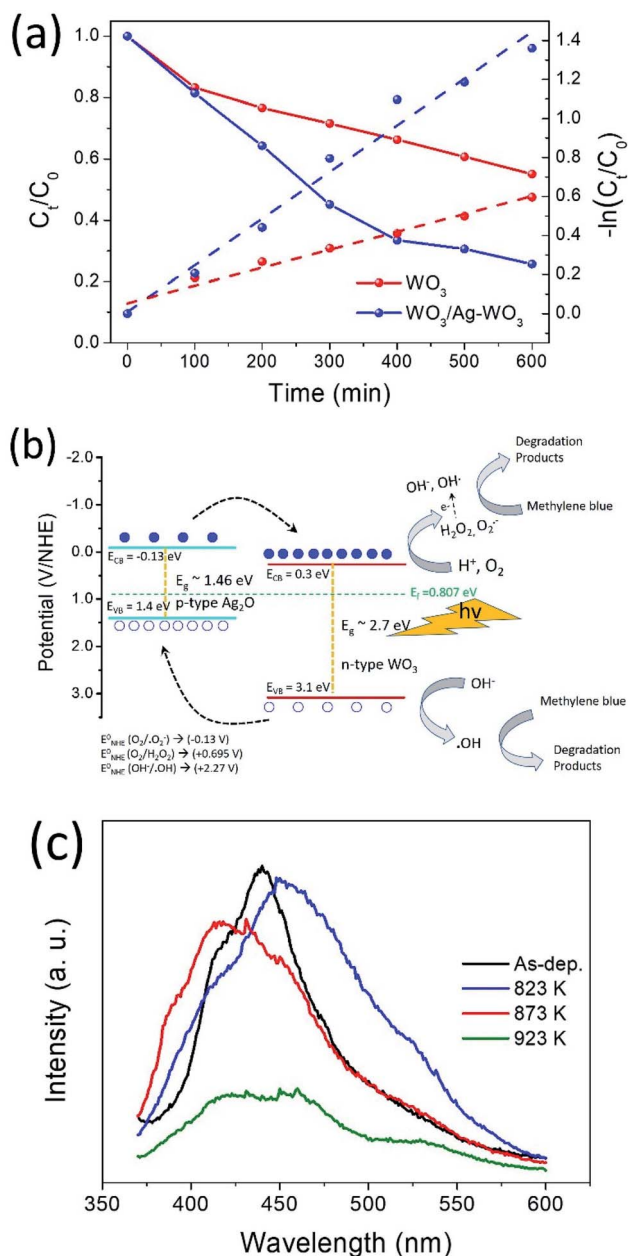 (a)
1.0
0.8
0.6
0.4
0.2
0.0
Cₜ/C₀
1.4
1.2
1.0
0.8
0.6
0.4
0.2
0.0
-ln(Cₜ/C₀)
WO₃
WO₃/Ag-WO₃
0 100 200 300 400 500 600
Time (min)
(b)
-2.0
-1.0
0.0
1.0
2.0
3.0
Potential (V/NHE)
Degradation
Products
OH⁻, OH·
Methylene blue
e⁻
H₂O₂, O₂·⁻
H⁺, O₂
E_CB = -0.13 eV
E_CB = 0.3 eV
E_g ~ 1.46 eV
E_f =0.807 eV
p-type Ag₂O
E_VB = 1.4 eV
hv
E_g ~ 2.7 eV
n-type WO₃
E_VB = 3.1 eV
OH⁻
Methylene blue
.OH
Degradation
Products
E⁰_NHE (O₂/.O₂⁻) → (-0.13 V)
E⁰_NHE (O₂/H₂O₂) → (+0.695 V)
E⁰_NHE (OH⁻/.OH) → (+2.27 V)
(c)
As-dep.
823 K
873 K
923 K
Intensity (a. u.)
350 400 450 500 550 600
Wavelength (nm)